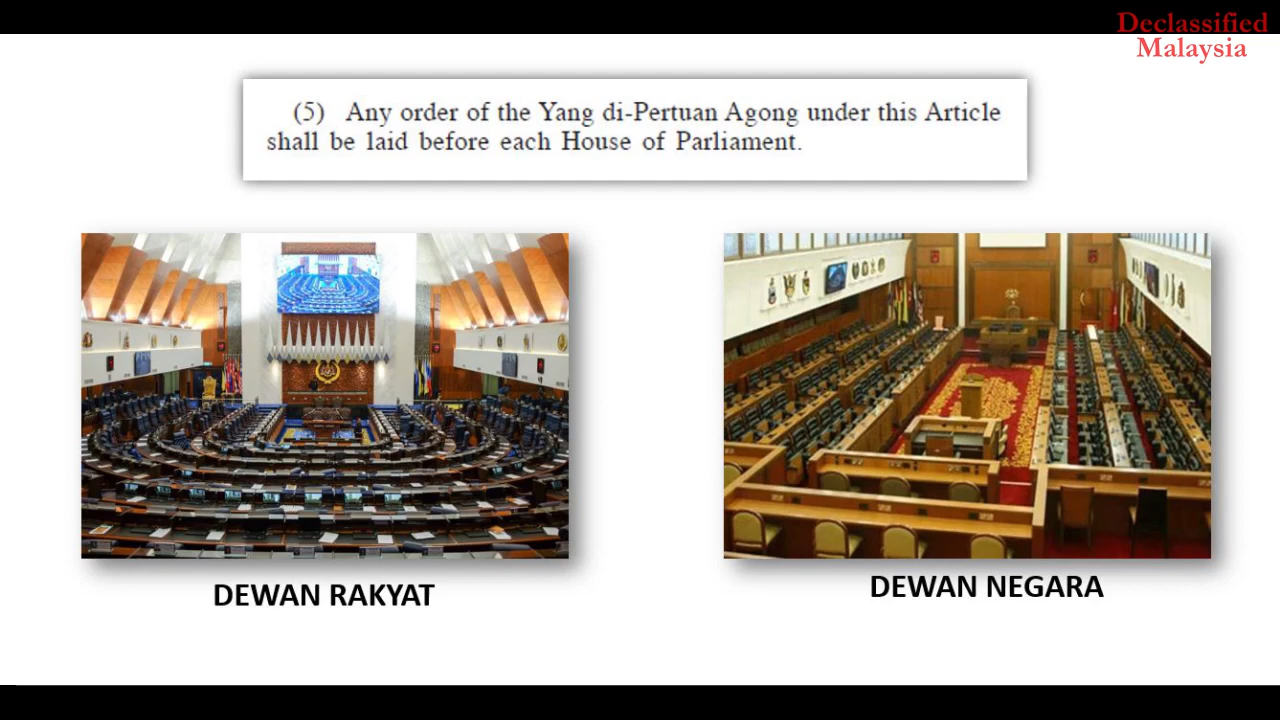 Declassified
Malaysia
(5) Any order of the Yang di-Pertuan Agong under this Article
shall be laid before each House of Parliament.
DEWAN RAKYAT
DEWAN NEGARA